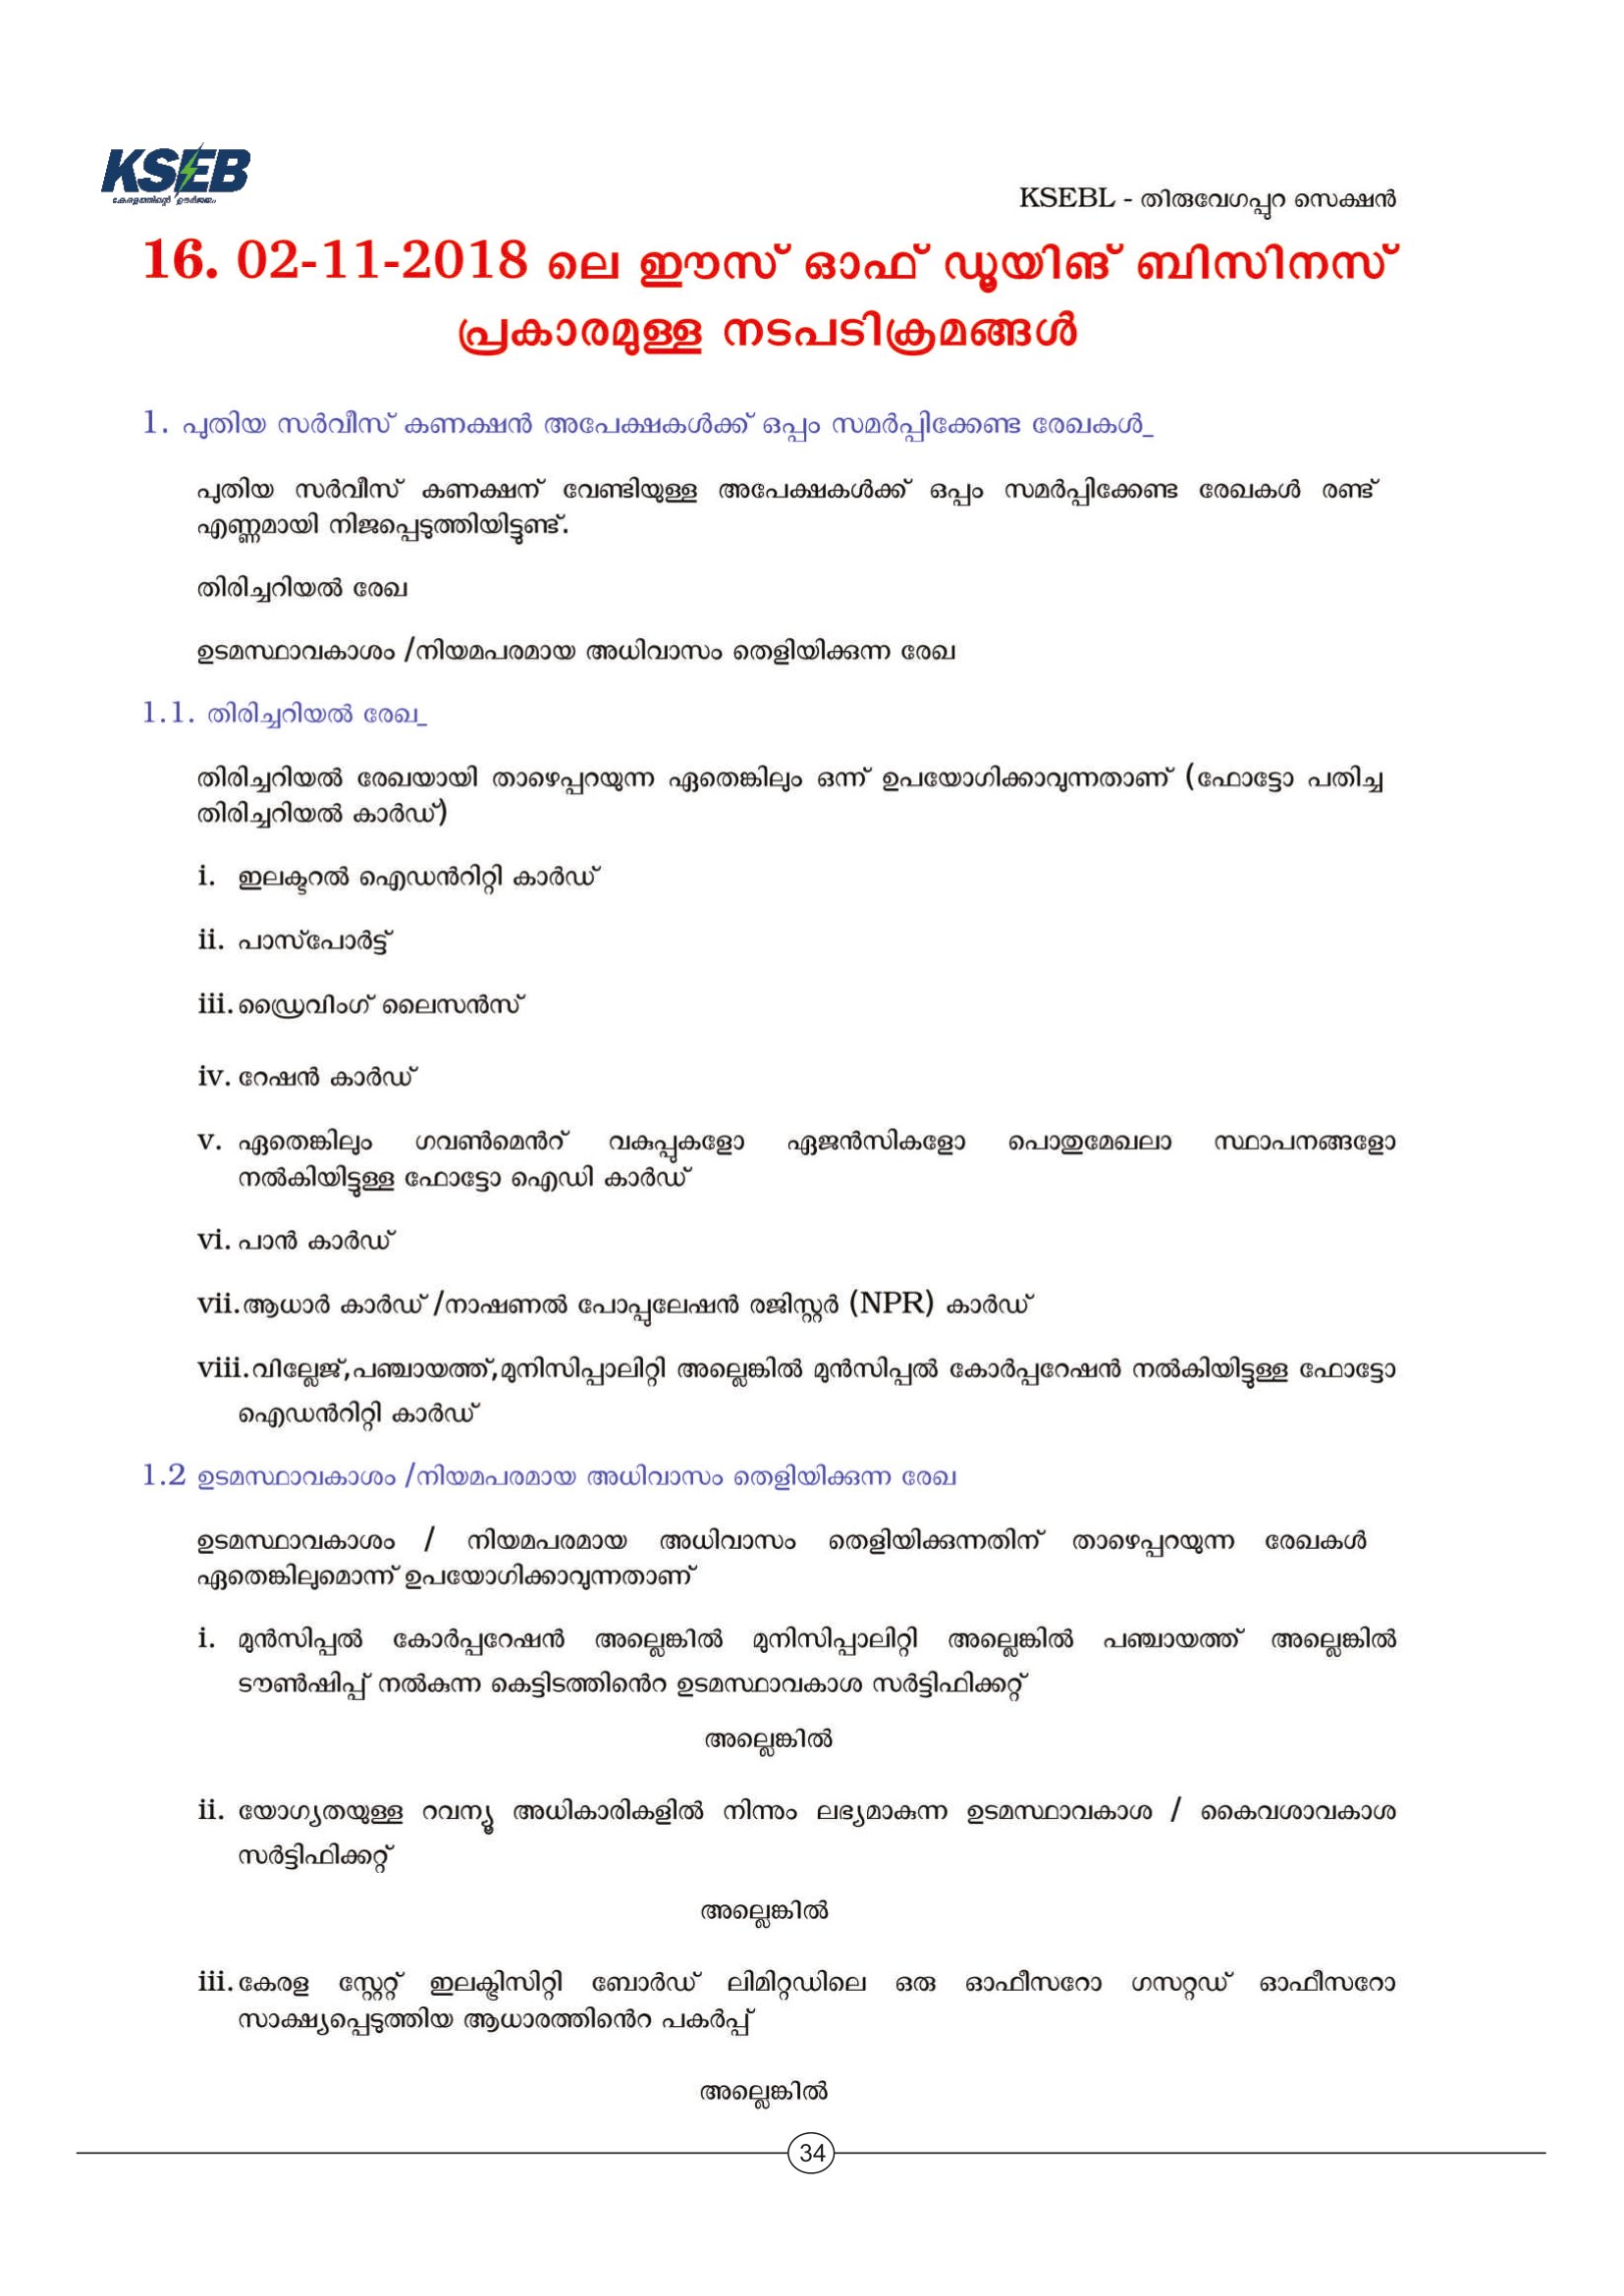 KSEB
കേരളത്തിന്റെ ഊർജ്ജം
KSEBL - തിരുവേഗപ്പുറ സെക്ഷൻ
16. 02-11-2018 ലെ ഈസ് ഓഫ് ഡൂയിങ് ബിസിനസ്
പ്രകാരമുള്ള നടപടിക്രമങ്ങൾ
1. പുതിയ സർവീസ് കണക്ഷൻ അപേക്ഷകൾക്ക് ഒപ്പം സമർപ്പിക്കേണ്ട രേഖകൾ_
പുതിയ സർവീസ് കണക്ഷന് വേണ്ടിയുള്ള അപേക്ഷകൾക്ക് ഒപ്പം സമർപ്പിക്കേണ്ട രേഖകൾ രണ്ട്
എണ്ണമായി നിജപ്പെടുത്തിയിട്ടുണ്ട്.
തിരിച്ചറിയൽ രേഖ
ഉടമസ്ഥാവകാശം /നിയമപരമായ അധിവാസം തെളിയിക്കുന്ന രേഖ
1.1. തിരിച്ചറിയൽ രേഖ_
തിരിച്ചറിയൽ രേഖയായി താഴെപ്പറയുന്ന ഏതെങ്കിലും ഒന്ന് ഉപയോഗിക്കാവുന്നതാണ് (ഫോട്ടോ പതിച്ച
തിരിച്ചറിയൽ കാർഡ്)
i. ഇലക്ടറൽ ഐഡൻറിറ്റി കാർഡ്
ii. പാസ്പോർട്ട്
iii. ഡ്രൈവിംഗ് ലൈസൻസ്
iv. റേഷൻ കാർഡ്
v. ഏതെങ്കിലും ഗവൺമെൻറ് വകുപ്പുകളോ ഏജൻസികളോ പൊതുമേഖലാ സ്ഥാപനങ്ങളോ
നൽകിയിട്ടുള്ള ഫോട്ടോ ഐഡി കാർഡ്
vi. പാൻ കാർഡ്
vii.ആധാർ കാർഡ് /നാഷണൽ പോപ്പുലേഷൻ രജിസ്റ്റർ (NPR) കാർഡ്
viii.വില്ലേജ്,പഞ്ചായത്ത്,മുനിസിപ്പാലിറ്റി അല്ലെങ്കിൽ മുൻസിപ്പൽ കോർപ്പറേഷൻ നൽകിയിട്ടുള്ള ഫോട്ടോ
ഐഡൻറിറ്റി കാർഡ്
1.2 ഉടമസ്ഥാവകാശം /നിയമപരമായ അധിവാസം തെളിയിക്കുന്ന രേഖ
ഉടമസ്ഥാവകാശം / നിയമപരമായ അധിവാസം തെളിയിക്കുന്നതിന് താഴെപ്പറയുന്ന രേഖകൾ
ഏതെങ്കിലുമൊന്ന് ഉപയോഗിക്കാവുന്നതാണ്
i. മുൻസിപ്പൽ കോർപ്പറേഷൻ അല്ലെങ്കിൽ മുനിസിപ്പാലിറ്റി അല്ലെങ്കിൽ പഞ്ചായത്ത് അല്ലെങ്കിൽ
ടൗൺഷിപ്പ് നൽകുന്ന കെട്ടിടത്തിൻെറ ഉടമസ്ഥാവകാശ സർട്ടിഫിക്കറ്റ്
അല്ലെങ്കിൽ
ii. യോഗ്യതയുള്ള റവന്യൂ അധികാരികളിൽ നിന്നും ലഭ്യമാകുന്ന ഉടമസ്ഥാവകാശ / കൈവശാവകാശ
സർട്ടിഫിക്കറ്റ്
അല്ലെങ്കിൽ
iii. കേരള സ്റ്റേറ്റ് ഇലക്ട്രിസിറ്റി ബോർഡ് ലിമിറ്റഡിലെ ഒരു ഓഫീസറോ ഗസറ്റഡ് ഓഫീസറോ
സാക്ഷ്യപ്പെടുത്തിയ ആധാരത്തിൻെറ പകർപ്പ്
അല്ലെങ്കിൽ
34